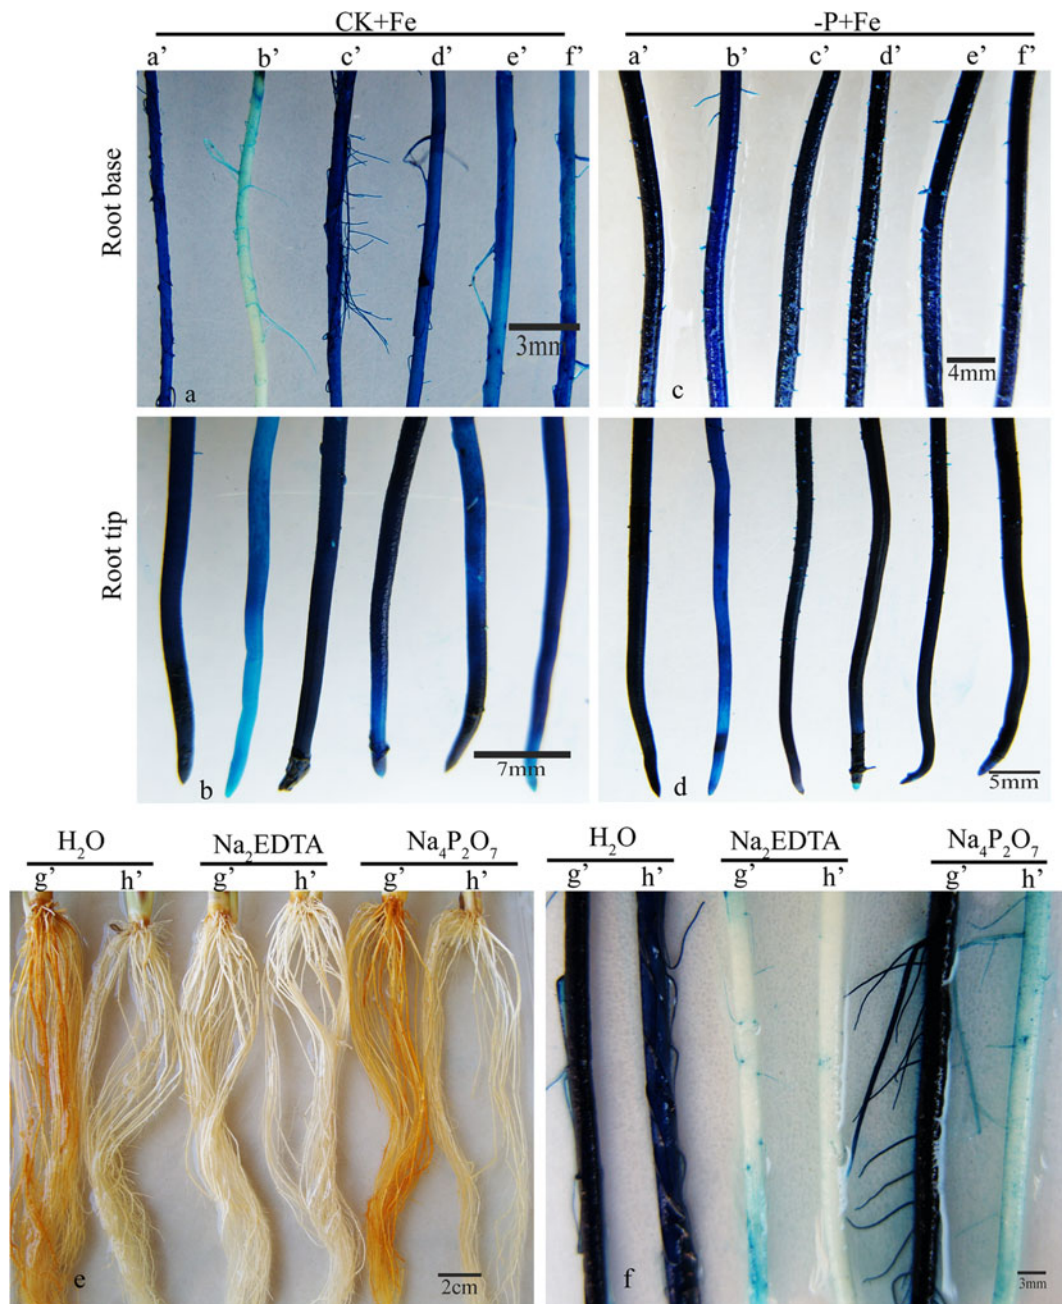 CK+Fe
-P+Fe
a’ b’ c’ d’ e’ f’
a’ b’ c’ d’ e’ f’
Root base
3mm
a
4mm
c
Root tip
7mm
b
5mm
d
H₂O Na₂EDTA Na₄P₂O₇
g’ h’ g’ h’ g’ h’
H₂O Na₂EDTA Na₄P₂O₇
g’ h’ g’ h’ g’ h’
e
2cm
f
3mm